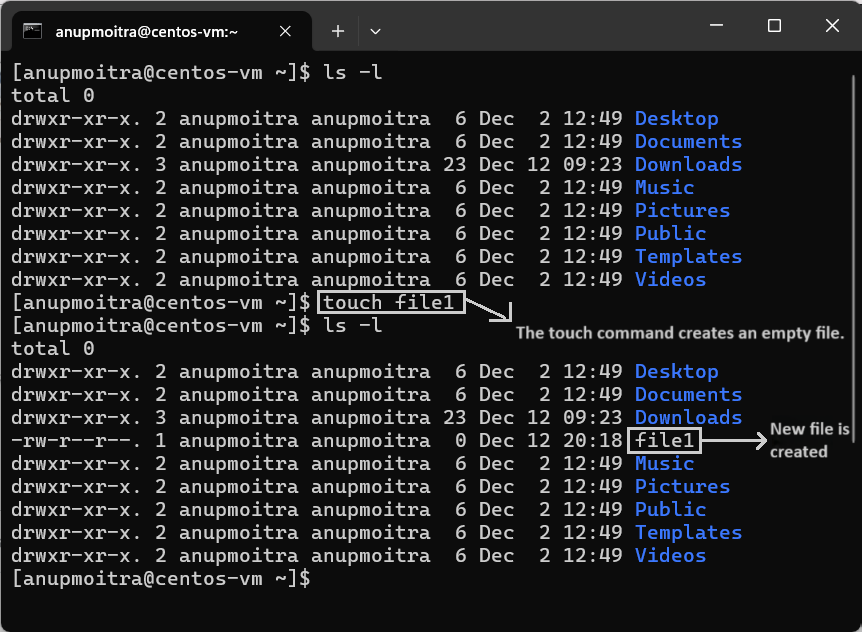 anupmoitra@centos-vm:~
[anupmoitra@centos-vm ~]$ ls -l
total 0
drwxr-xr-x. 2 anupmoitra anupmoitra  6 Dec  2 12:49 Desktop
drwxr-xr-x. 2 anupmoitra anupmoitra  6 Dec  2 12:49 Documents
drwxr-xr-x. 3 anupmoitra anupmoitra 23 Dec 12 09:23 Downloads
drwxr-xr-x. 2 anupmoitra anupmoitra  6 Dec  2 12:49 Music
drwxr-xr-x. 2 anupmoitra anupmoitra  6 Dec  2 12:49 Pictures
drwxr-xr-x. 2 anupmoitra anupmoitra  6 Dec  2 12:49 Public
drwxr-xr-x. 2 anupmoitra anupmoitra  6 Dec  2 12:49 Templates
drwxr-xr-x. 2 anupmoitra anupmoitra  6 Dec  2 12:49 Videos
[anupmoitra@centos-vm ~]$ touch file1
[anupmoitra@centos-vm ~]$ ls -l
The touch command creates an empty file.
total 0
drwxr-xr-x. 2 anupmoitra anupmoitra  6 Dec  2 12:49 Desktop
drwxr-xr-x. 2 anupmoitra anupmoitra  6 Dec  2 12:49 Documents
drwxr-xr-x. 3 anupmoitra anupmoitra 23 Dec 12 09:23 Downloads
-rw-r--r--. 1 anupmoitra anupmoitra  0 Dec 12 20:18 file1
New file is
created
drwxr-xr-x. 2 anupmoitra anupmoitra  6 Dec  2 12:49 Music
drwxr-xr-x. 2 anupmoitra anupmoitra  6 Dec  2 12:49 Pictures
drwxr-xr-x. 2 anupmoitra anupmoitra  6 Dec  2 12:49 Public
drwxr-xr-x. 2 anupmoitra anupmoitra  6 Dec  2 12:49 Templates
drwxr-xr-x. 2 anupmoitra anupmoitra  6 Dec  2 12:49 Videos
[anupmoitra@centos-vm ~]$